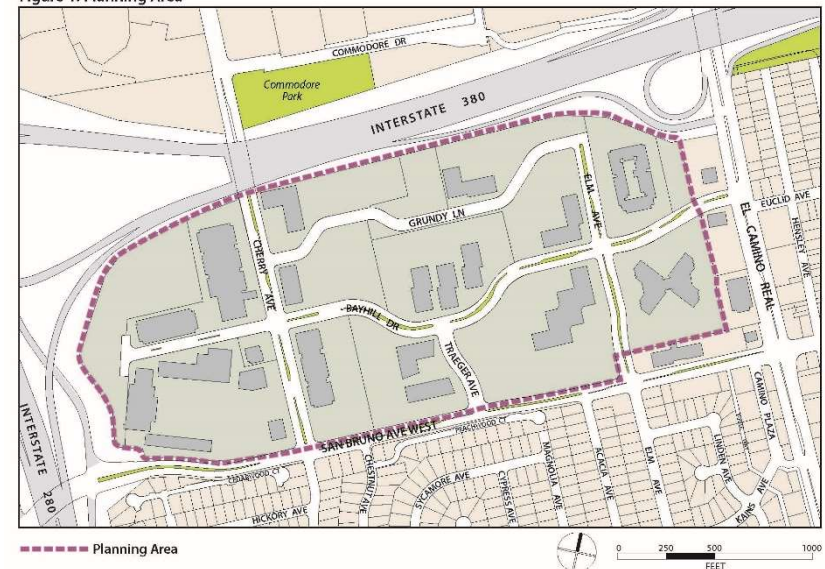 Figure 1: Planning Area
COMMODORE DR
Commodore
Park
INTERSTATE 380
ELM AVE
EUCLID AVE
GRUNDY LN
CHERRY AVE
EL CAMINO REAL
HENSLEY AVE
BAYHILL DR
TRAEGER AVE
INTERSTATE 280
SAN BRUNO AVE WEST
CHESTNUT AVE
SYCAMORE AVE
CYPRESS AVE
MAGNOLIA AVE
ACACIA AVE
ELM AVE
LINDEN AVE
CAMINO PLAZA
KAINS AVE
HICKORY AVE
Planning Area
0 250 500 1000
FEET